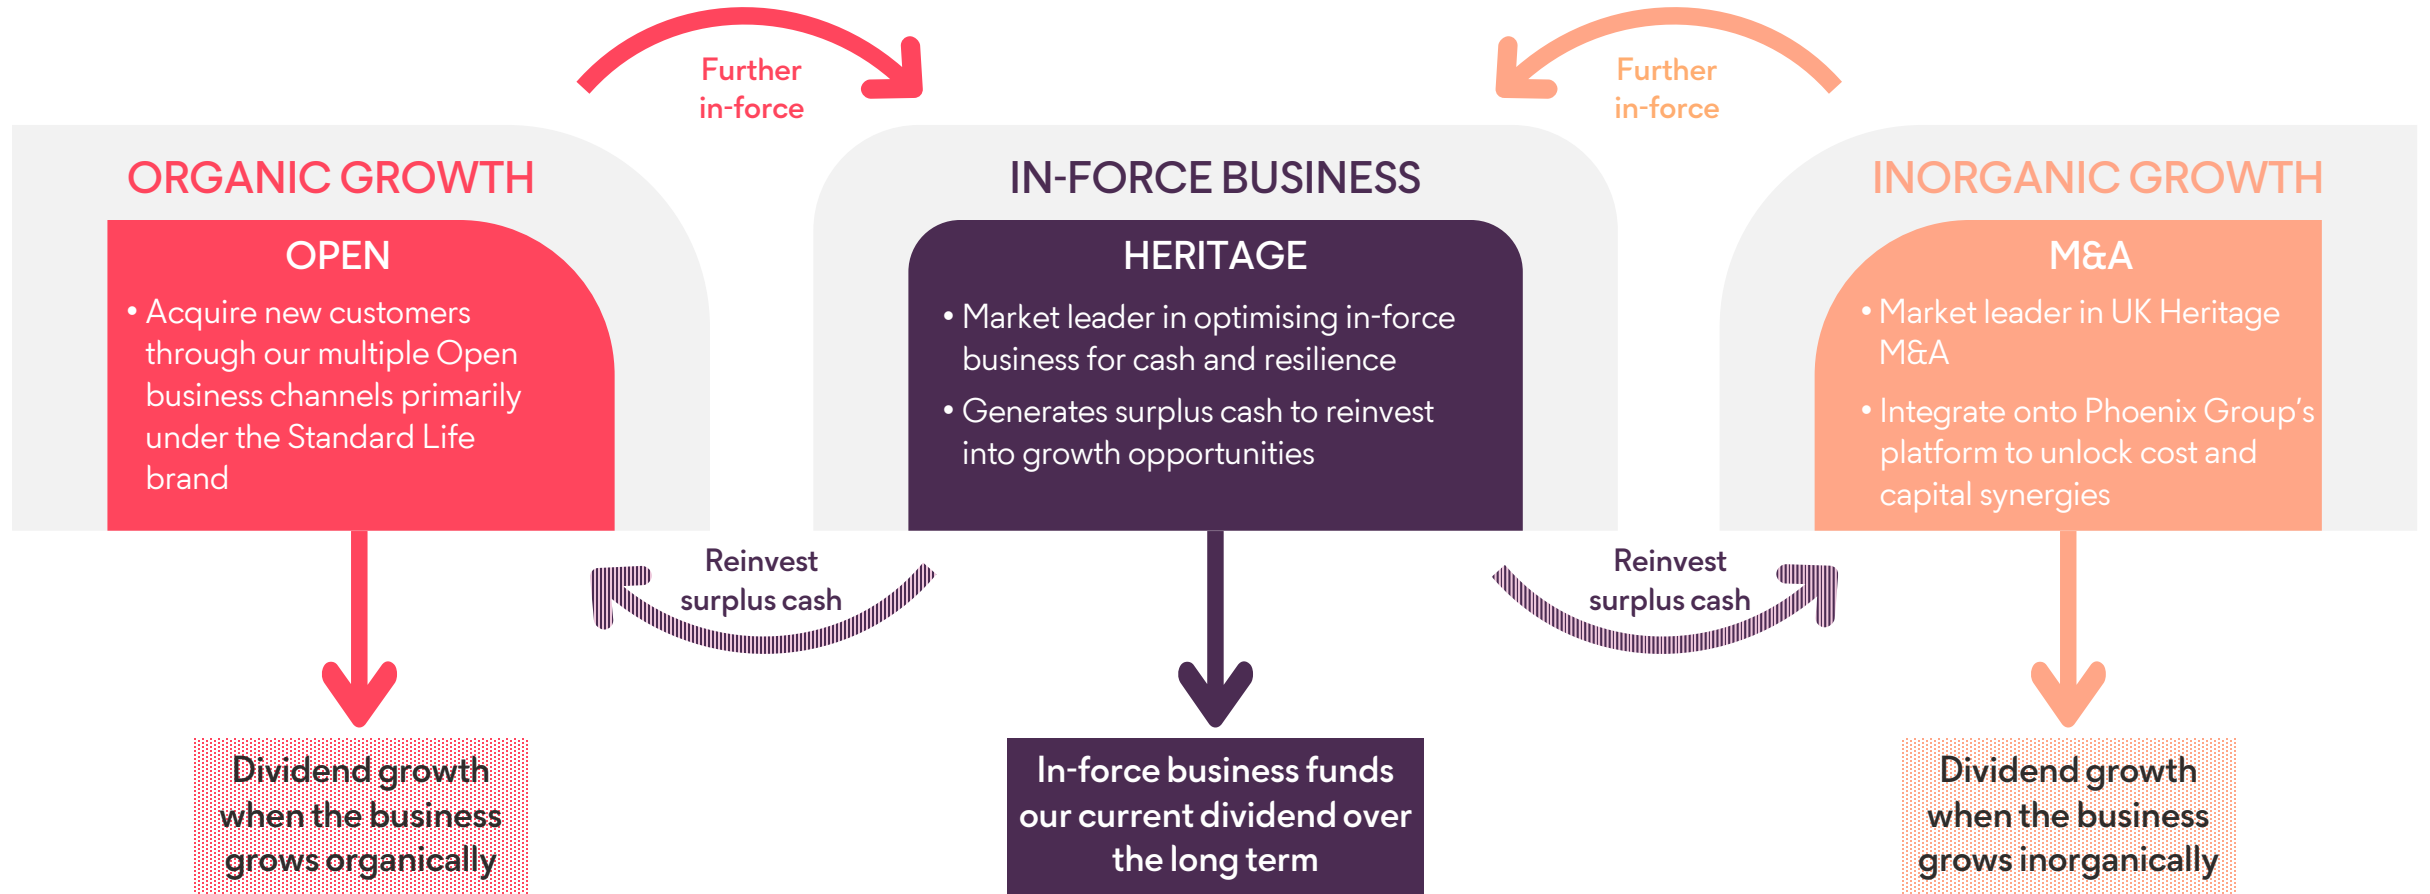 Further
in-force
Further
in-force
ORGANIC GROWTH
OPEN
• Acquire new customers
through our multiple Open
business channels primarily
under the Standard Life
brand
IN-FORCE BUSINESS
HERITAGE
• Market leader in optimising in-force
business for cash and resilience
• Generates surplus cash to reinvest
into growth opportunities
INORGANIC GROWTH
M&A
• Market leader in UK Heritage
M&A
• Integrate onto Phoenix Group's
platform to unlock cost and
capital synergies
Reinvest
surplus cash
Reinvest
surplus cash
Dividend growth
when the business
grows organically
In-force business funds
our current dividend over
the long term
Dividend growth
when the business
grows inorganically